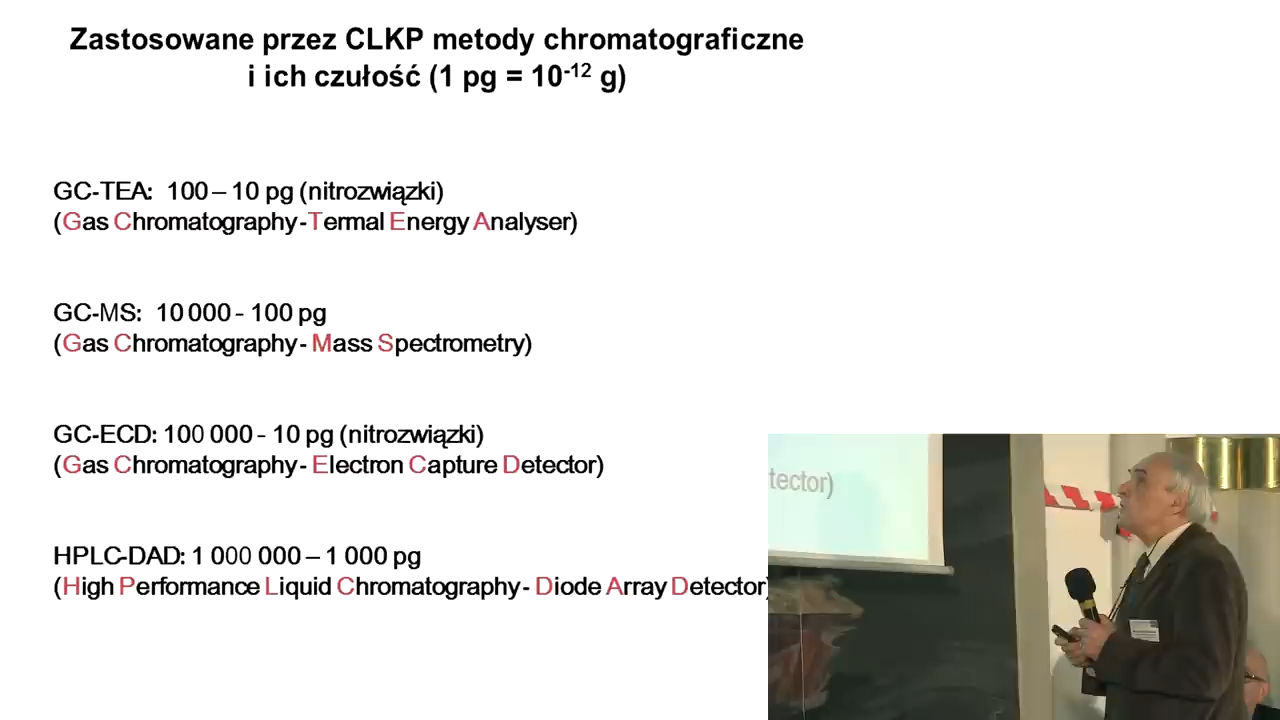 Zastosowane przez CLKP metody chromatograficzne
i ich czułość (1 pg = 10⁻¹² g)
GC-TEA: 100 – 10 pg (nitrozwiązki)
(Gas Chromatography -Termal Energy Analyser)
GC-MS: 10 000 - 100 pg
(Gas Chromatography - Mass Spectrometry)
GC-ECD: 100 000 - 10 pg (nitrozwiązki)
(Gas Chromatography - Electron Capture Detector)
HPLC-DAD: 1 000 000 – 1 000 pg
(High Performance Liquid Chromatography - Diode Array Detector)
tector)